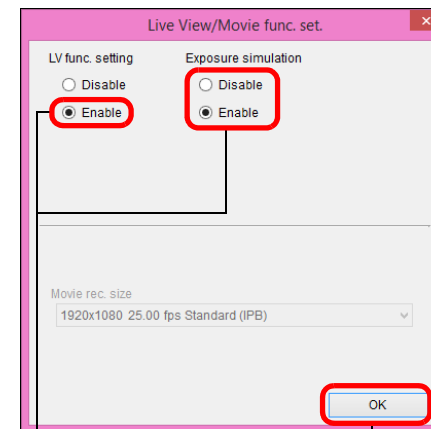 Live View/Movie func. set.
LV func. setting Exposure simulation
Disable Disable
Enable Enable
Movie rec. size
1920x1080 25.00 fps Standard (IPB)
OK